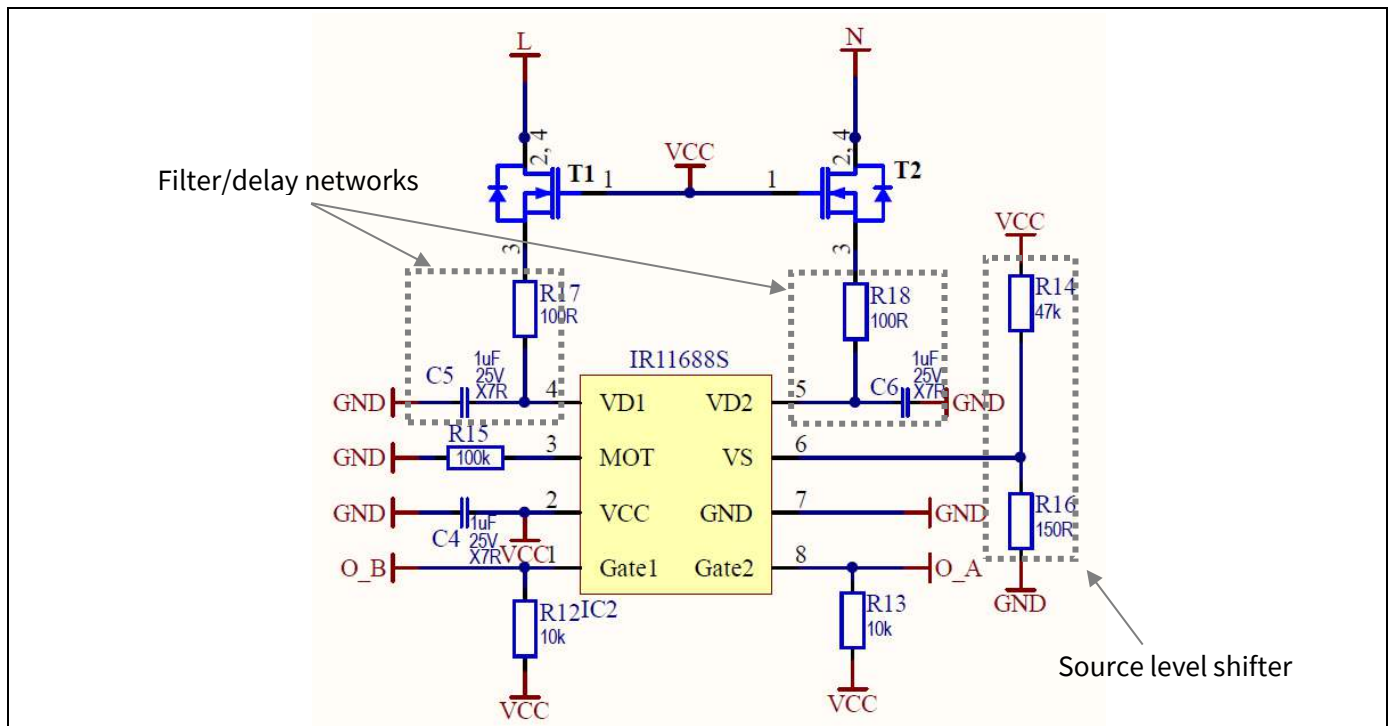 L
N
2, 4
2, 4
VCC
T1
T2
1
1
Filter/delay networks
3
3
VCC
R17
100R
R18
100R
R14
47k
IR11688S
C5
1uF
25V
X7R
C6
1uF
25V
X7R
GND
4
VD1
VD2
5
GND
R15
100k
GND
3
MOT
VS
6
GND
2
VCC
GND
7
GND
R16
150R
C4
1uF
25V
X7R
VCC
O_B
1
Gate1
Gate2
8
O_A
GND
R12
10k
IC2
R13
10k
Source level shifter
VCC
VCC